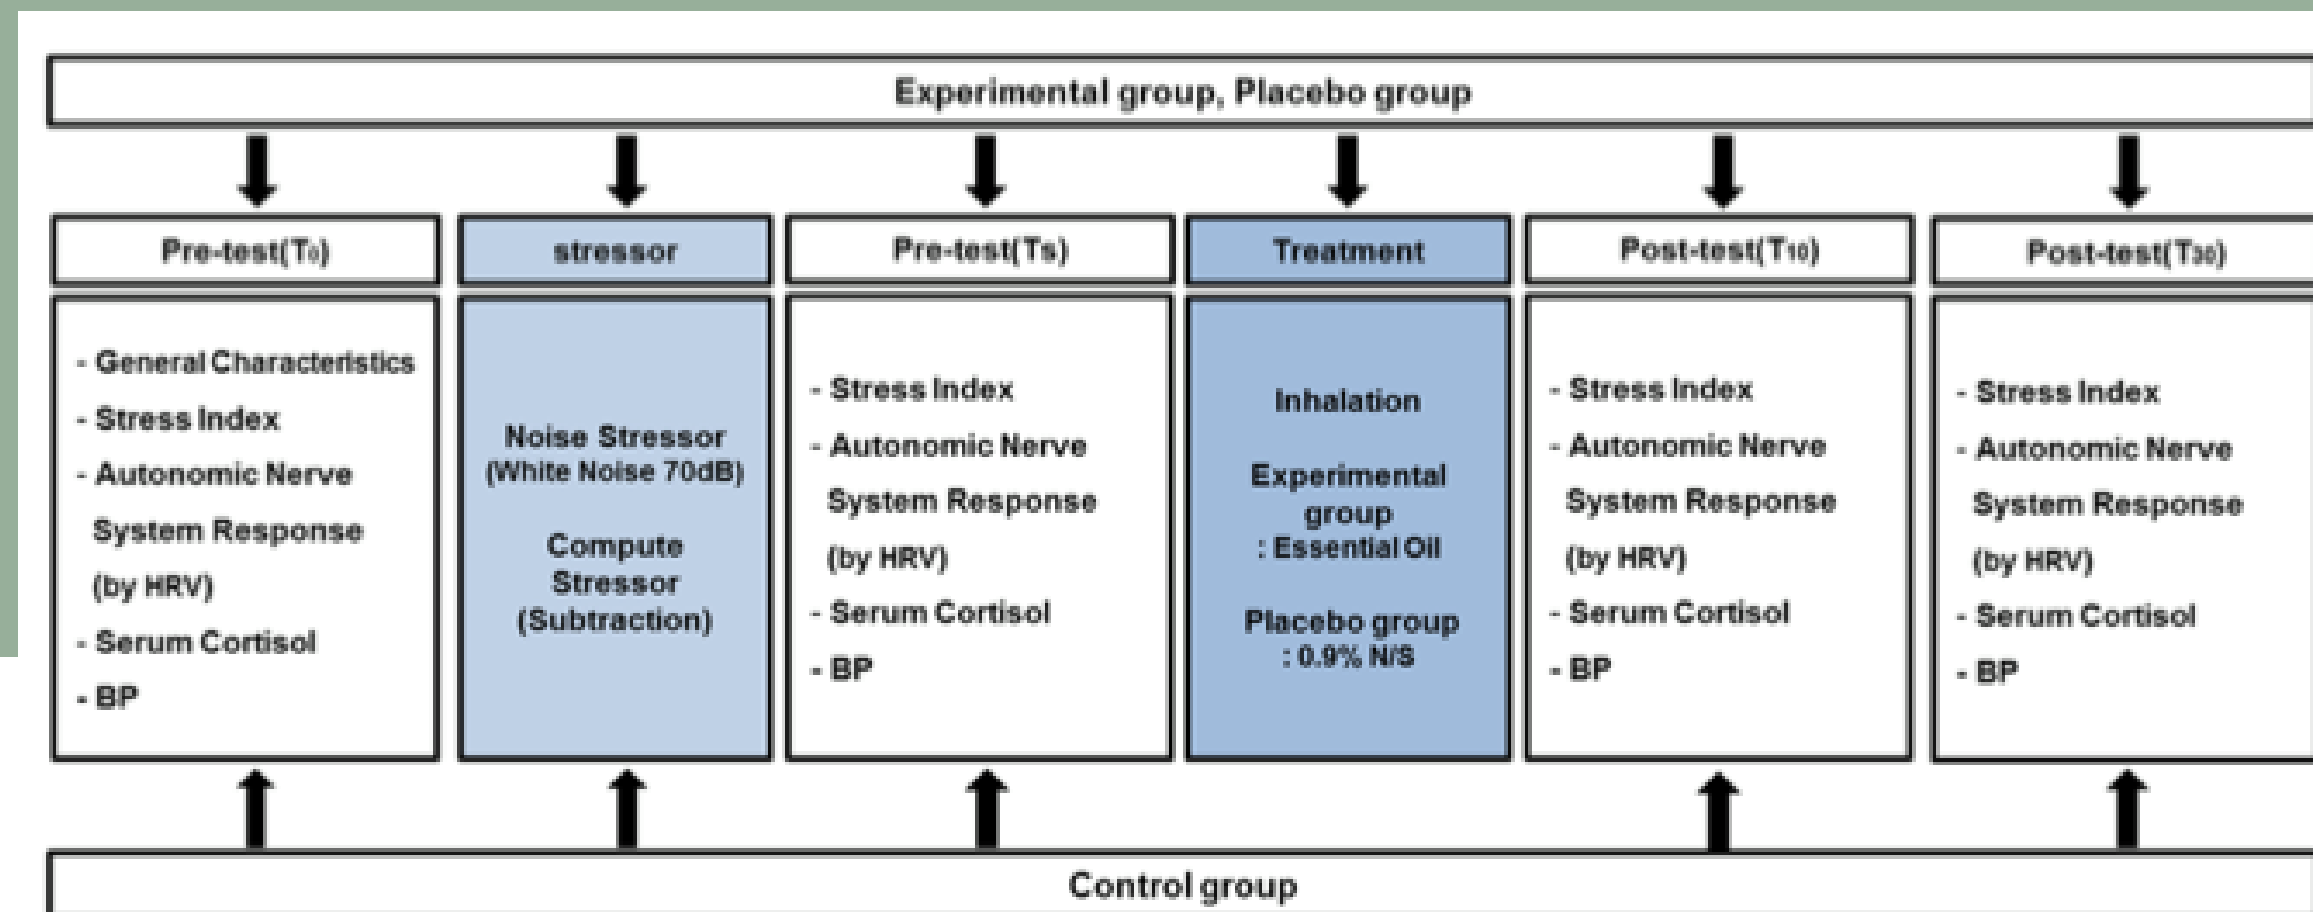 Experimental group, Placebo group
Pre-test(T₀)
- General Characteristics
- Stress Index
- Autonomic Nerve
System Response
(by HRV)
- Serum Cortisol
- BP
stressor
Noise Stressor
(White Noise 70dB)
Compute
Stressor
(Subtraction)
Pre-test(Ts)
- Stress Index
- Autonomic Nerve
System Response
(by HRV)
- Serum Cortisol
- BP
Treatment
Inhalation
Experimental
group
: Essential Oil
Placebo group
: 0.9% N/S
Post-test(T₁₀)
- Stress Index
- Autonomic Nerve
System Response
(by HRV)
- Serum Cortisol
- BP
Post-test(T₃₀)
- Stress Index
- Autonomic Nerve
System Response
(by HRV)
- Serum Cortisol
- BP
Control group